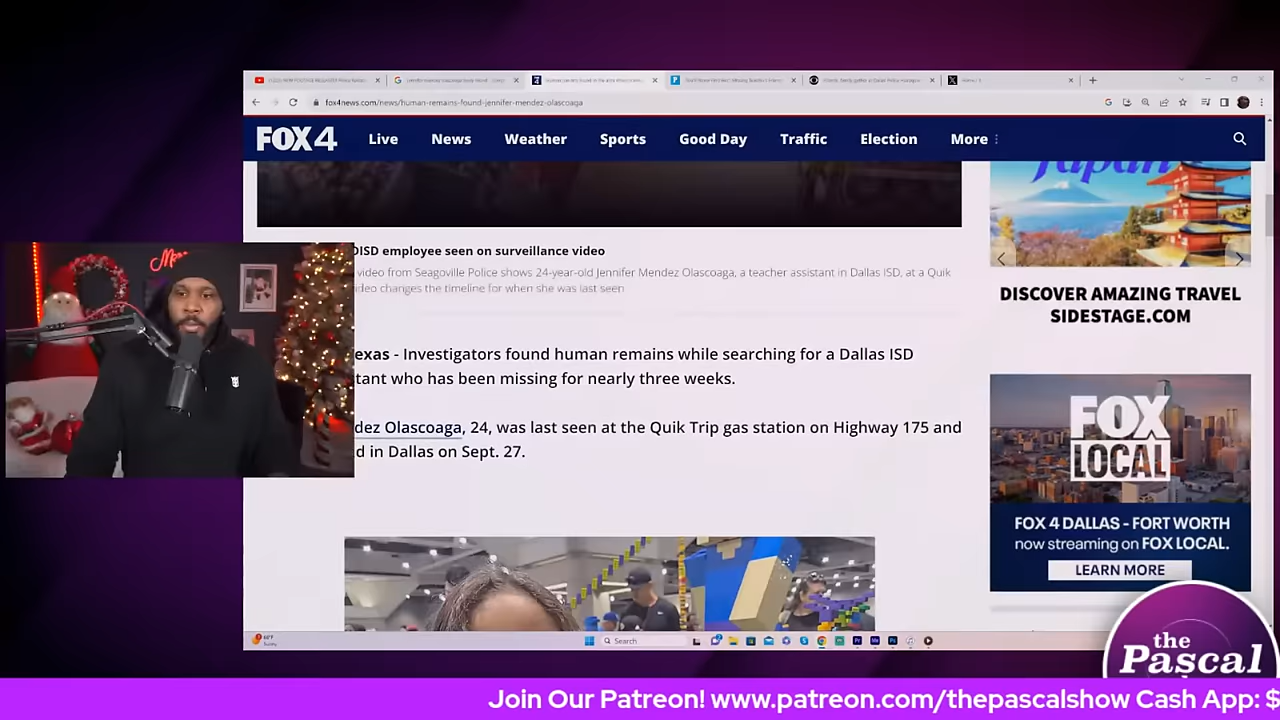 fox4news.com/news/human-remains-found-jennifer-mendez-olascoaga
FOX 4
Live
News
Weather
Sports
Good Day
Traffic
Election
More
Japan
DISD employee seen on surveillance video
video from Seagoville Police shows 24-year-old Jennifer Mendez Olascoaga, a teacher assistant in Dallas ISD, at a Quik
ideo changes the timeline for when she was last seen
DISCOVER AMAZING TRAVEL
SIDESTAGE.COM
exas - Investigators found human remains while searching for a Dallas ISD
tant who has been missing for nearly three weeks.
dez Olascoaga, 24, was last seen at the Quik Trip gas station on Highway 175 and
d in Dallas on Sept. 27.
FOX
LOCAL
FOX 4 DALLAS - FORT WORTH
now streaming on FOX LOCAL.
LEARN MORE
Search
the
Pascal
Join Our Patreon! www.patreon.com/thepascalshow Cash App: $